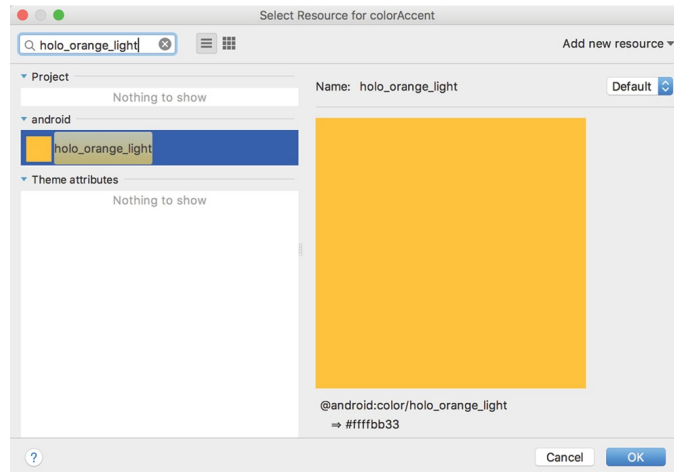 Select Resource for colorAccent
holo_orange_light
Add new resource
Project
Nothing to show
android
holo_orange_light
Theme attributes
Nothing to show
Name: holo_orange_light
Default
@android:color/holo_orange_light
⇒ #ffffbb33
?
Cancel
OK